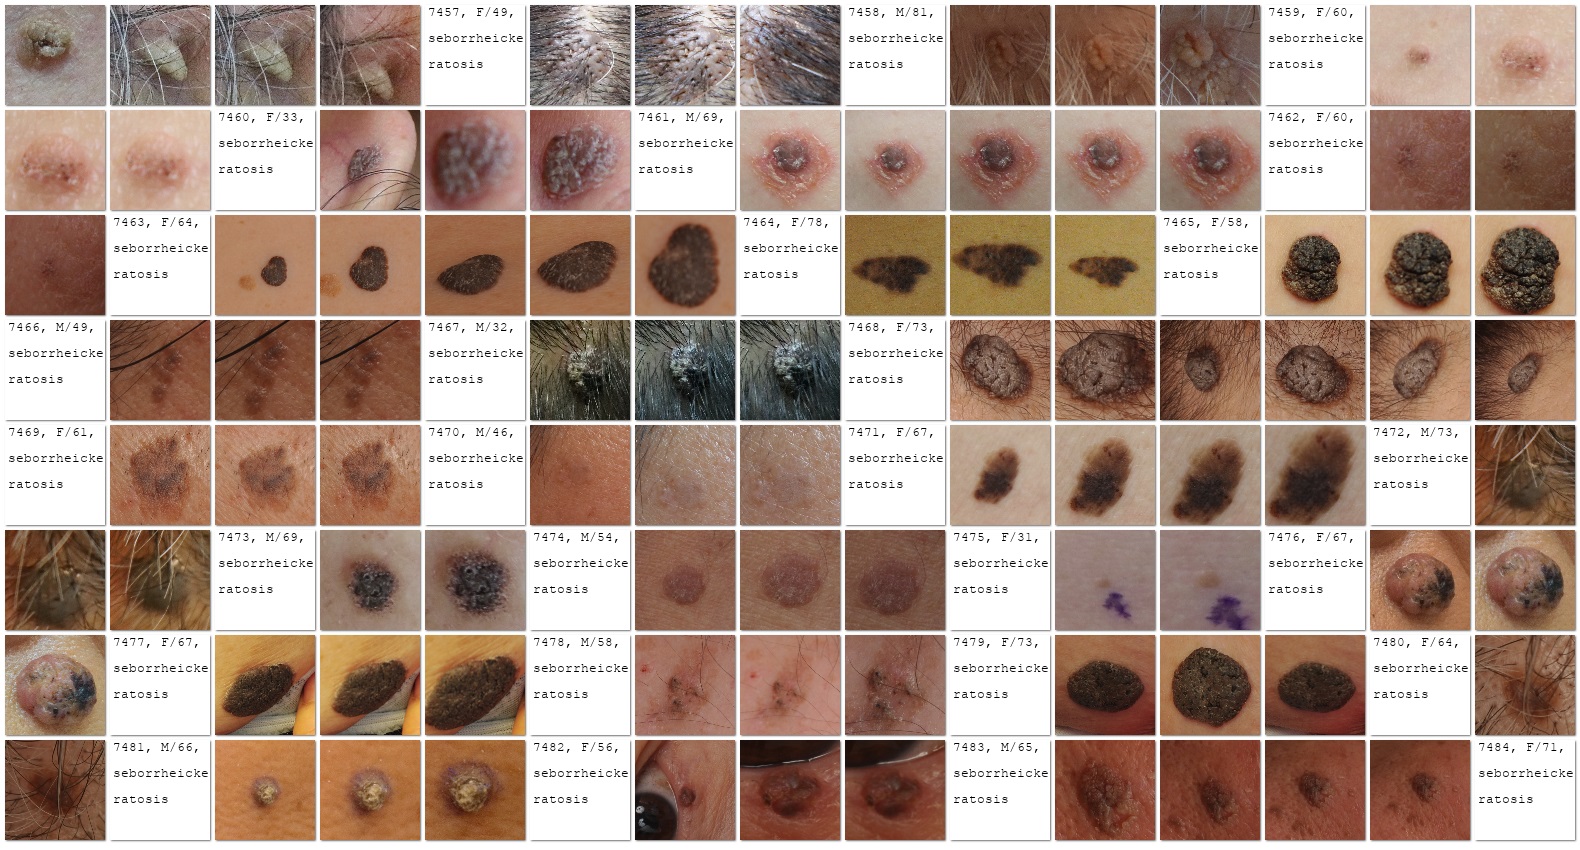 7457, F/49,
seborrheicke
ratosis
7458, M/81,
seborrheicke
ratosis
7459, F/60,
seborrheicke
ratosis
7460, F/33,
seborrheicke
ratosis
7461, M/69,
seborrheicke
ratosis
7462, F/60,
seborrheicke
ratosis
7463, F/64,
seborrheicke
ratosis
7464, F/78,
seborrheicke
ratosis
7465, F/58,
seborrheicke
ratosis
7466, M/49,
seborrheicke
ratosis
7467, M/32,
seborrheicke
ratosis
7468, F/73,
seborrheicke
ratosis
7469, F/61,
seborrheicke
ratosis
7470, M/46,
seborrheicke
ratosis
7471, F/67,
seborrheicke
ratosis
7472, M/73,
seborrheicke
ratosis
7473, M/69,
seborrheicke
ratosis
7474, M/54,
seborrheicke
ratosis
7475, F/31,
seborrheicke
ratosis
7476, F/67,
seborrheicke
ratosis
7477, F/67,
seborrheicke
ratosis
7478, M/58,
seborrheicke
ratosis
7479, F/73,
seborrheicke
ratosis
7480, F/64,
seborrheicke
ratosis
7481, M/66,
seborrheicke
ratosis
7482, F/56,
seborrheicke
ratosis
7483, M/65,
seborrheicke
ratosis
7484, F/71,
seborrheicke
ratosis